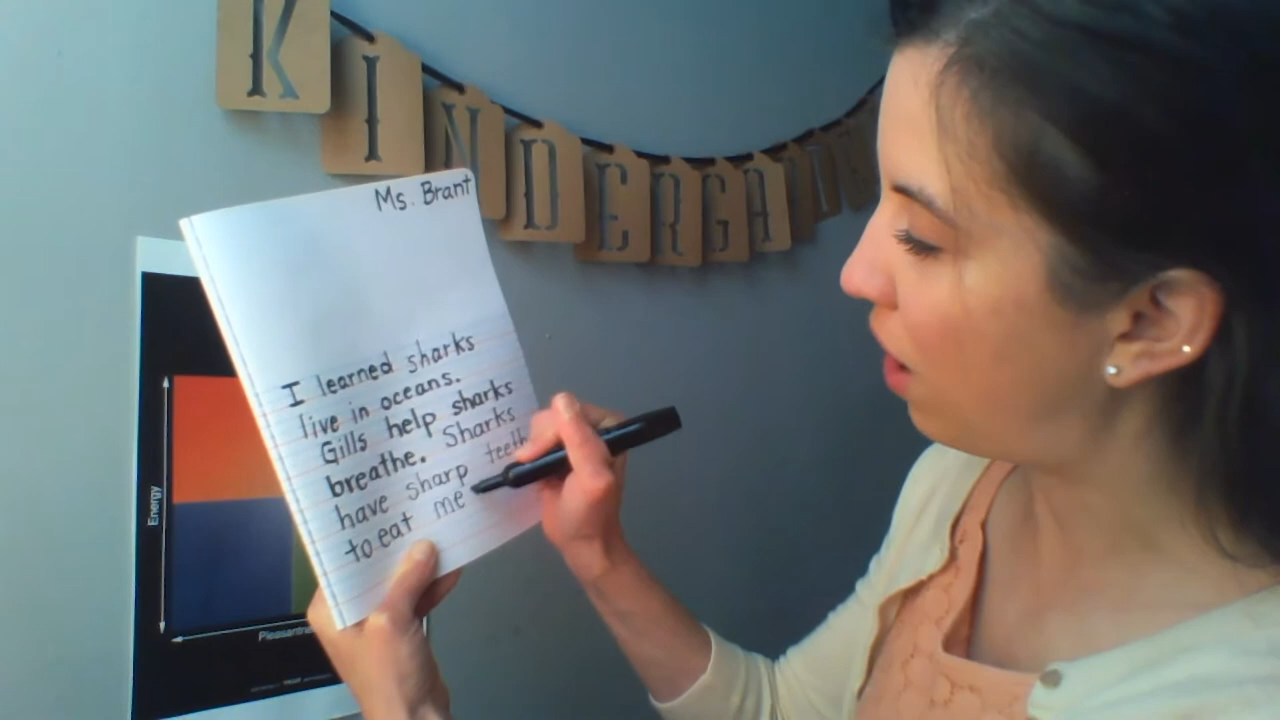 KINDERGA
Ms. Brant
I learned sharks
live in oceans.
Gills help sharks
breathe. Sharks
have sharp teeth
to eat me
Energy